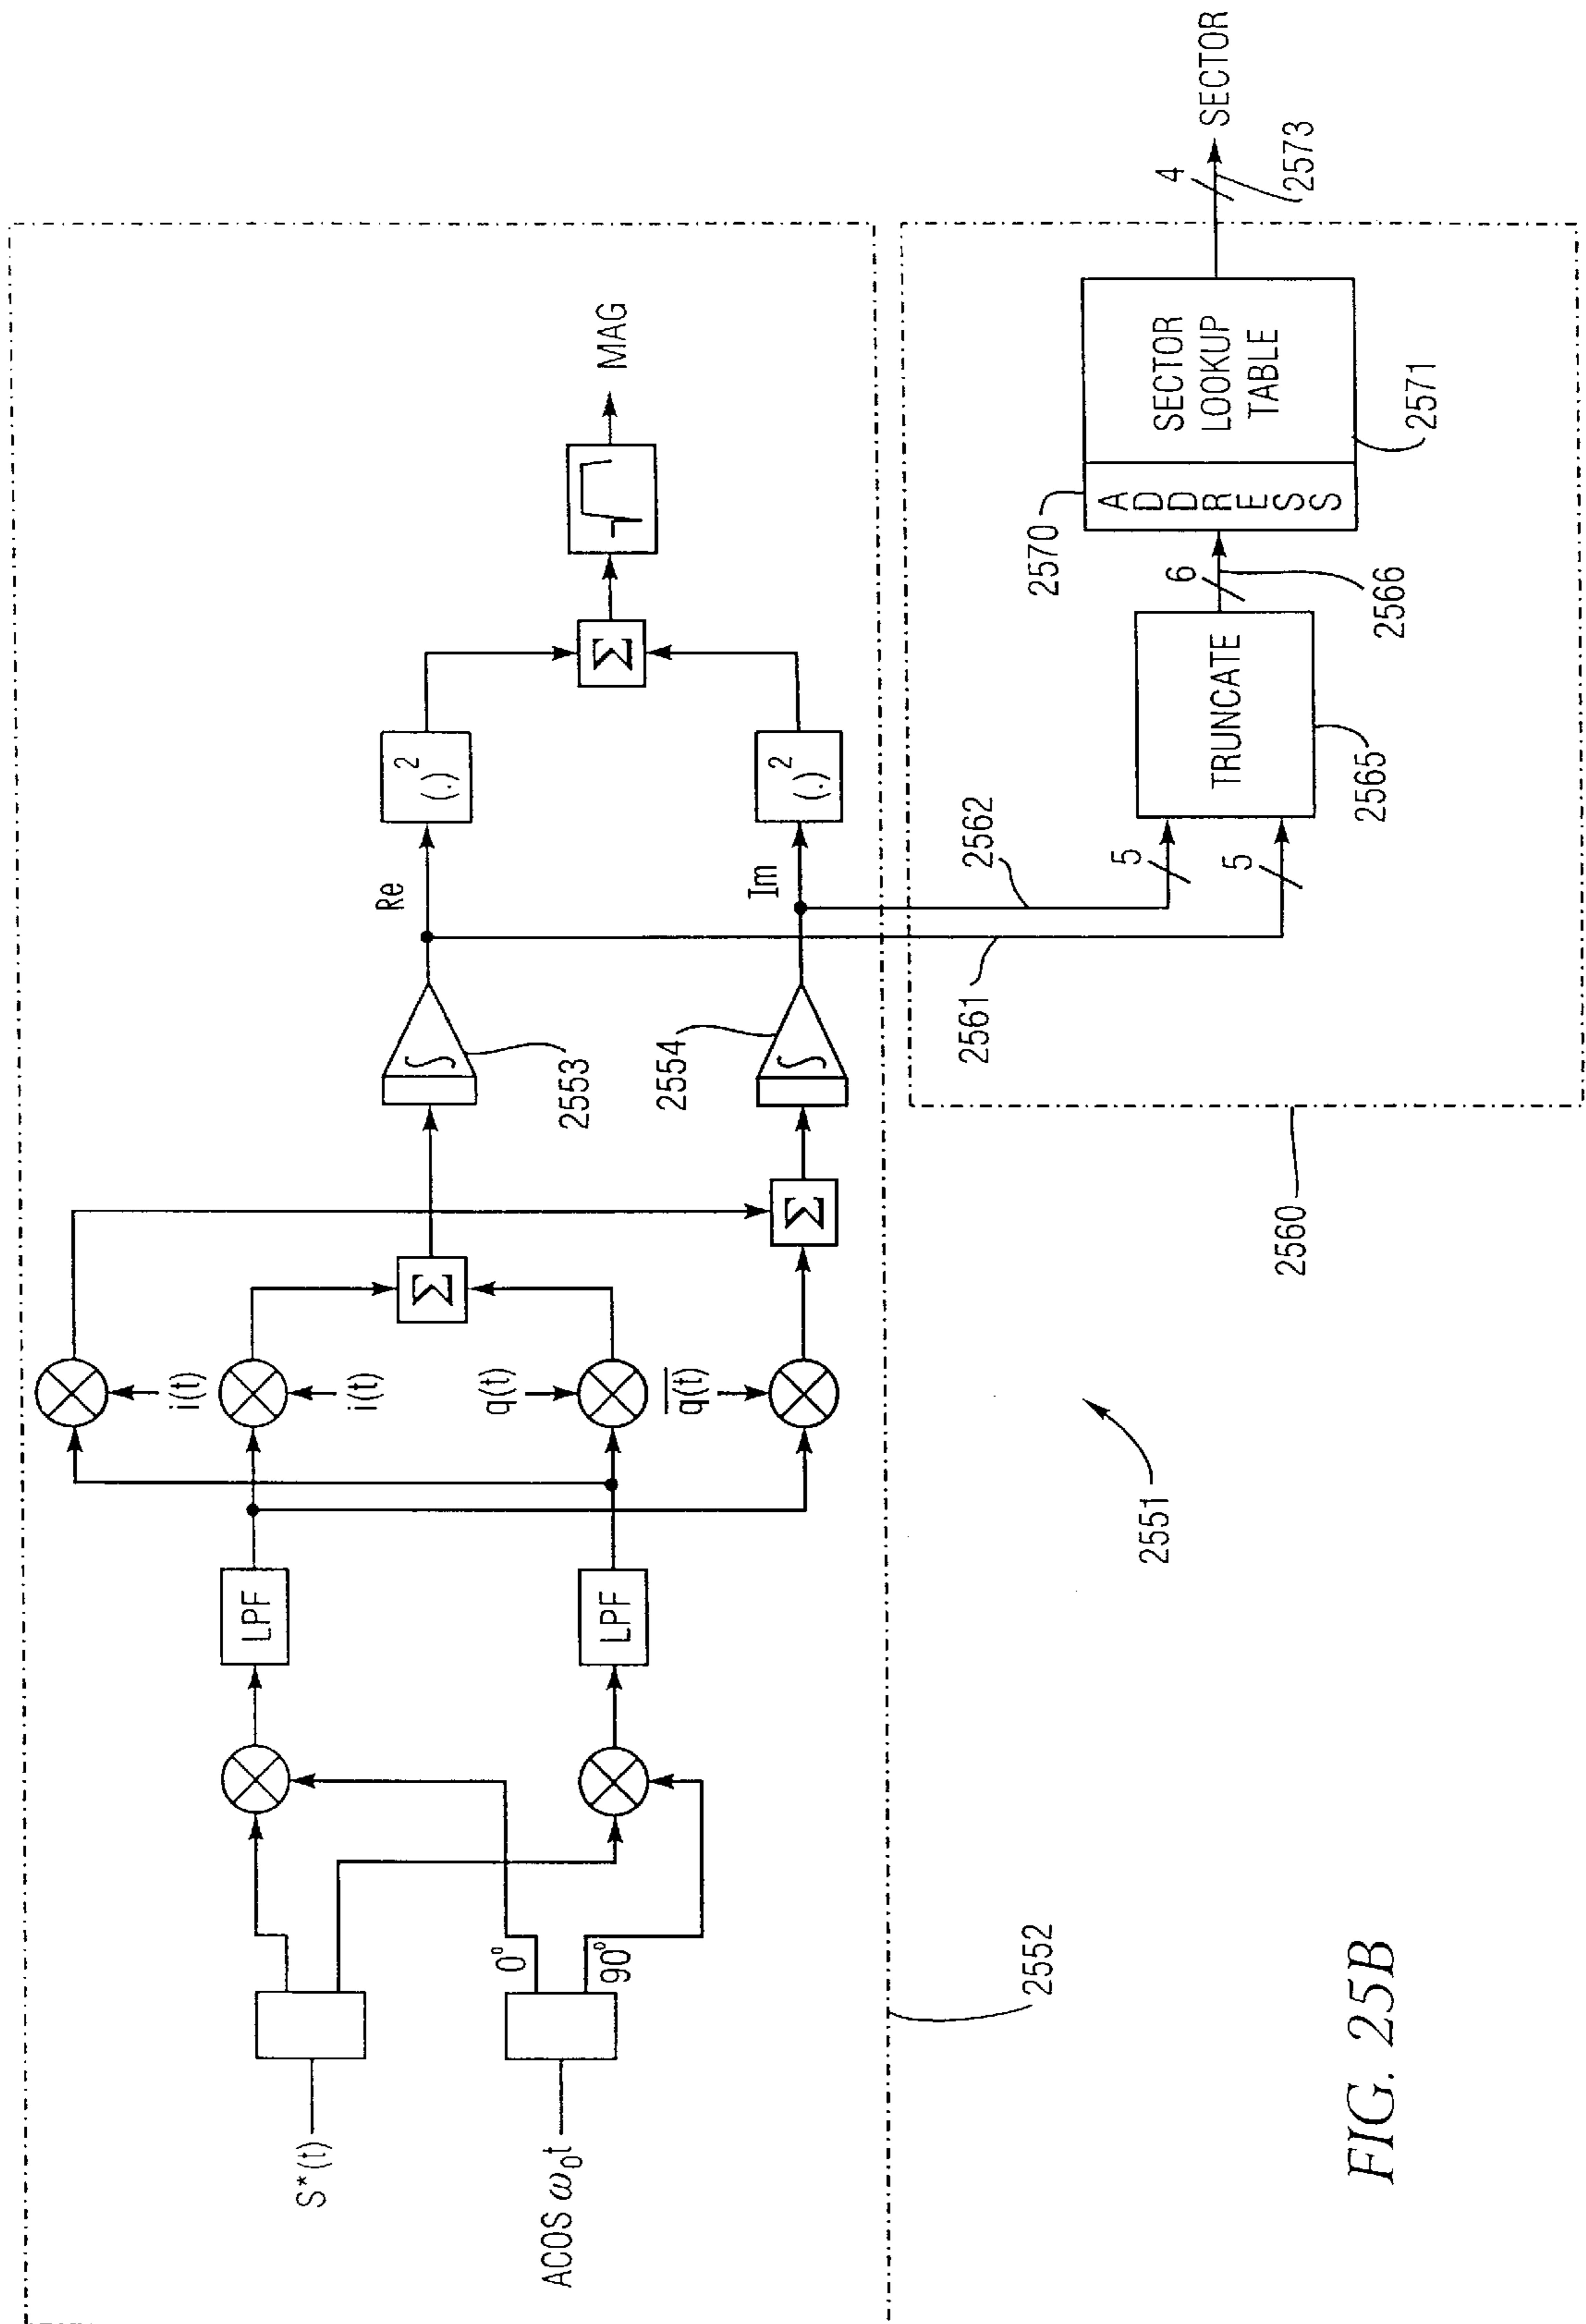 S*(t)
ACOS ω₀t
0°
90°
LPF
LPF
i(t)
i(t)
q(t)
q(t)
Σ
Σ
∫
2553
∫
2554
Re
Im
(.)²
(.)²
Σ
MAG
2552
2551
2560
2561
2562
5
5
TRUNCATE
2565
6
2566
2570
ADDRESS
SECTOR
LOOKUP
TABLE
2571
4
2573
SECTOR
FIG. 25B